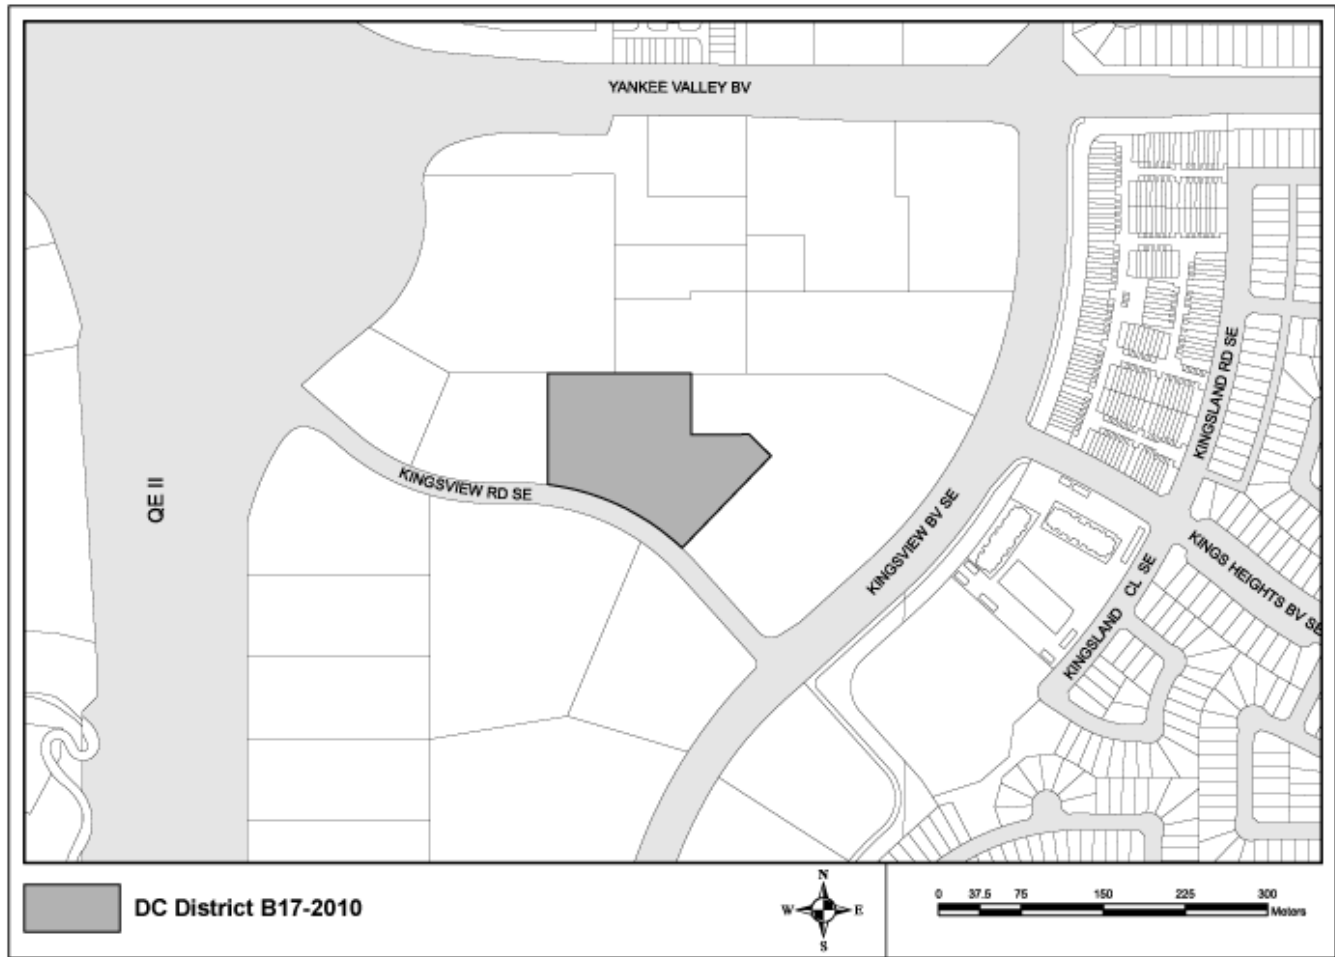 YANKEE VALLEY BV
KINGSLAND RD SE
QE II
KINGSVIEW RD SE
KINGSVIEW BV SE
KINGS HEIGHTS BV SE
KINGSLAND CL SE
DC District B17-2010
N
W E
S
0 37.5 75 150 225 300
Meters